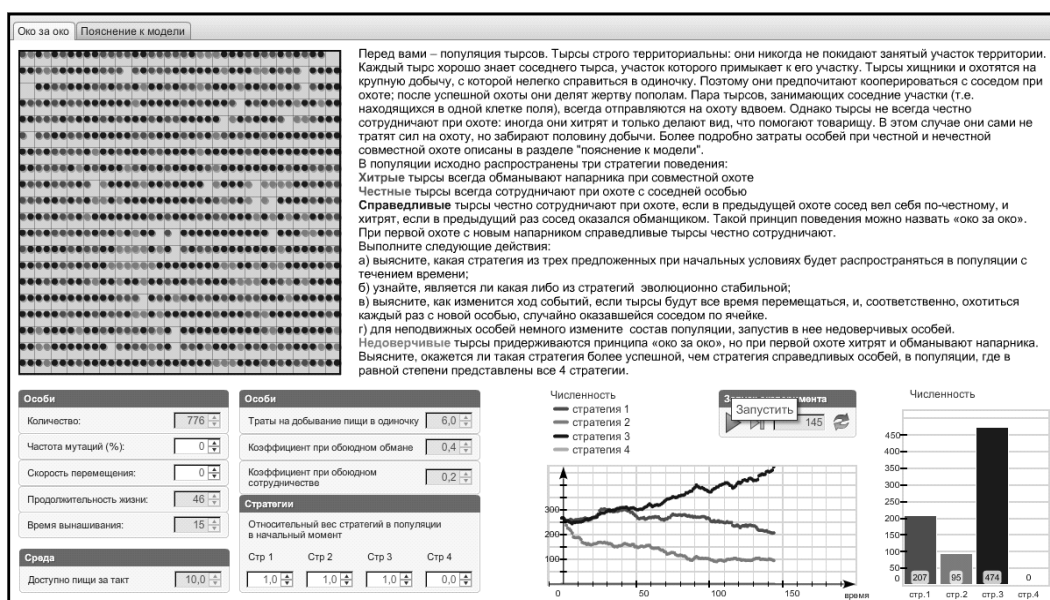 Око за око
Пояснение к модели
Перед вами – популяция тырсов. Тырсы строго территориальны: они никогда не покидают занятый участок территории.
Каждый тырс хорошо знает соседнего тырса, участок которого примыкает к его участку. Тырсы хищники и охотятся на
крупную добычу, с которой нелегко справиться в одиночку. Поэтому они предпочитают кооперироваться с соседом при
охоте; после успешной охоты они делят жертву пополам. Пара тырсов, занимающих соседние участки (т.е.
находящихся в одной клетке поля), всегда отправляются на охоту вдвоем. Однако тырсы не всегда честно
сотрудничают при охоте: иногда они хитрят и только делают вид, что помогают товарищу. В этом случае они сами не
тратят сил на охоту, но забирают половину добычи. Более подробно затраты особей при честной и нечестной
совместной охоте описаны в разделе "пояснение к модели".
В популяции исходно распространены три стратегии поведения:
Хитрые тырсы всегда обманывают напарника при совместной охоте
Честные тырсы всегда сотрудничают при охоте с соседней особью
Справедливые тырсы честно сотрудничают при охоте, если в предыдущей охоте сосед вел себя по-честному, и
хитрят, если в предыдущий раз сосед оказался обманщиком. Такой принцип поведения можно назвать «око за око».
При первой охоте с новым напарником справедливые тырсы честно сотрудничают.
Выполните следующие действия:
а) выясните, какая стратегия из трех предложенных при начальных условиях будет распространяться в популяции с
течением времени;
б) узнайте, является ли какая либо из стратегий эволюционно стабильной;
в) выясните, как изменится ход событий, если тырсы будут все время перемещаться, и, соответственно, охотиться
каждый раз с новой особью, случайно оказавшейся соседом по ячейке.
г) для неподвижных особей немного измените состав популяции, запустив в нее недоверчивых особей.
Недоверчивые тырсы придерживаются принципа «око за око», но при первой охоте хитрят и обманывают напарника.
Выясните, окажется ли такая стратегия более успешной, чем стратегия справедливых особей, в популяции, где в
равной степени представлены все 4 стратегии.
Особи
Количество: 776
Частота мутаций (%): 0
Скорость перемещения: 0
Продолжительность жизни: 46
Время вынашивания: 15
Среда
Доступно пищи за такт 10,0
Особи
Траты на добывание пищи в одиночку 6,0
Коэффициент при обоюдном обмане 0,4
Коэффициент при обоюдном
сотрудничестве 0,2
Стратегии
Относительный вес стратегий в популяции
в начальный момент
Стр 1 Стр 2 Стр 3 Стр 4
1,0 1,0 1,0 0,0
Численность
стратегия 1
стратегия 2
стратегия 3
стратегия 4
300
200
100
0 50 100 150 время
Запустить
145
Численность
450
400
350
300
250
200
150
100
50
0
207 95 474 0
стр.1 стр.2 стр.3 стр.4